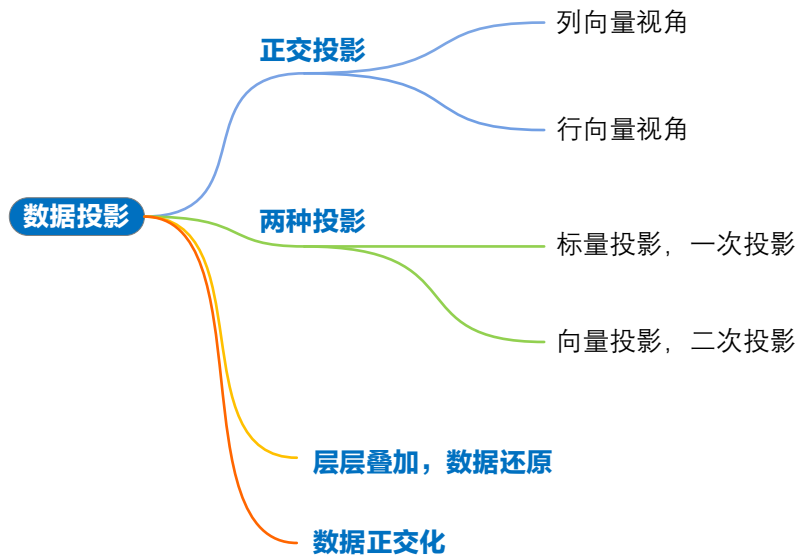 数据投影
正交投影
列向量视角
行向量视角
两种投影
标量投影，一次投影
向量投影，二次投影
层层叠加，数据还原
数据正交化